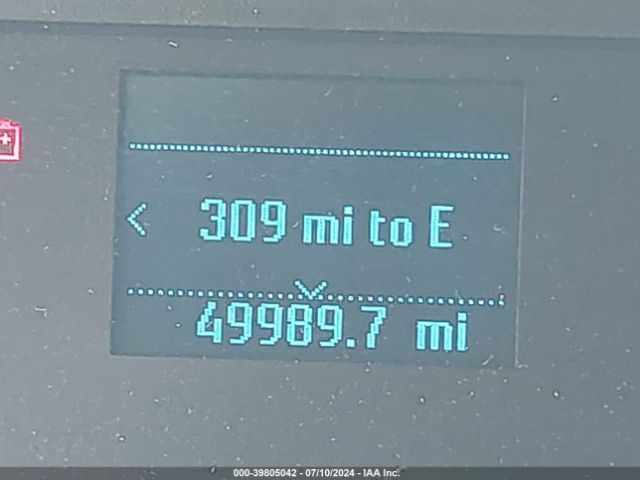 < 309 mi to E
49989.7 mi
000-39805042 - 07/10/2024 - IAA Inc.